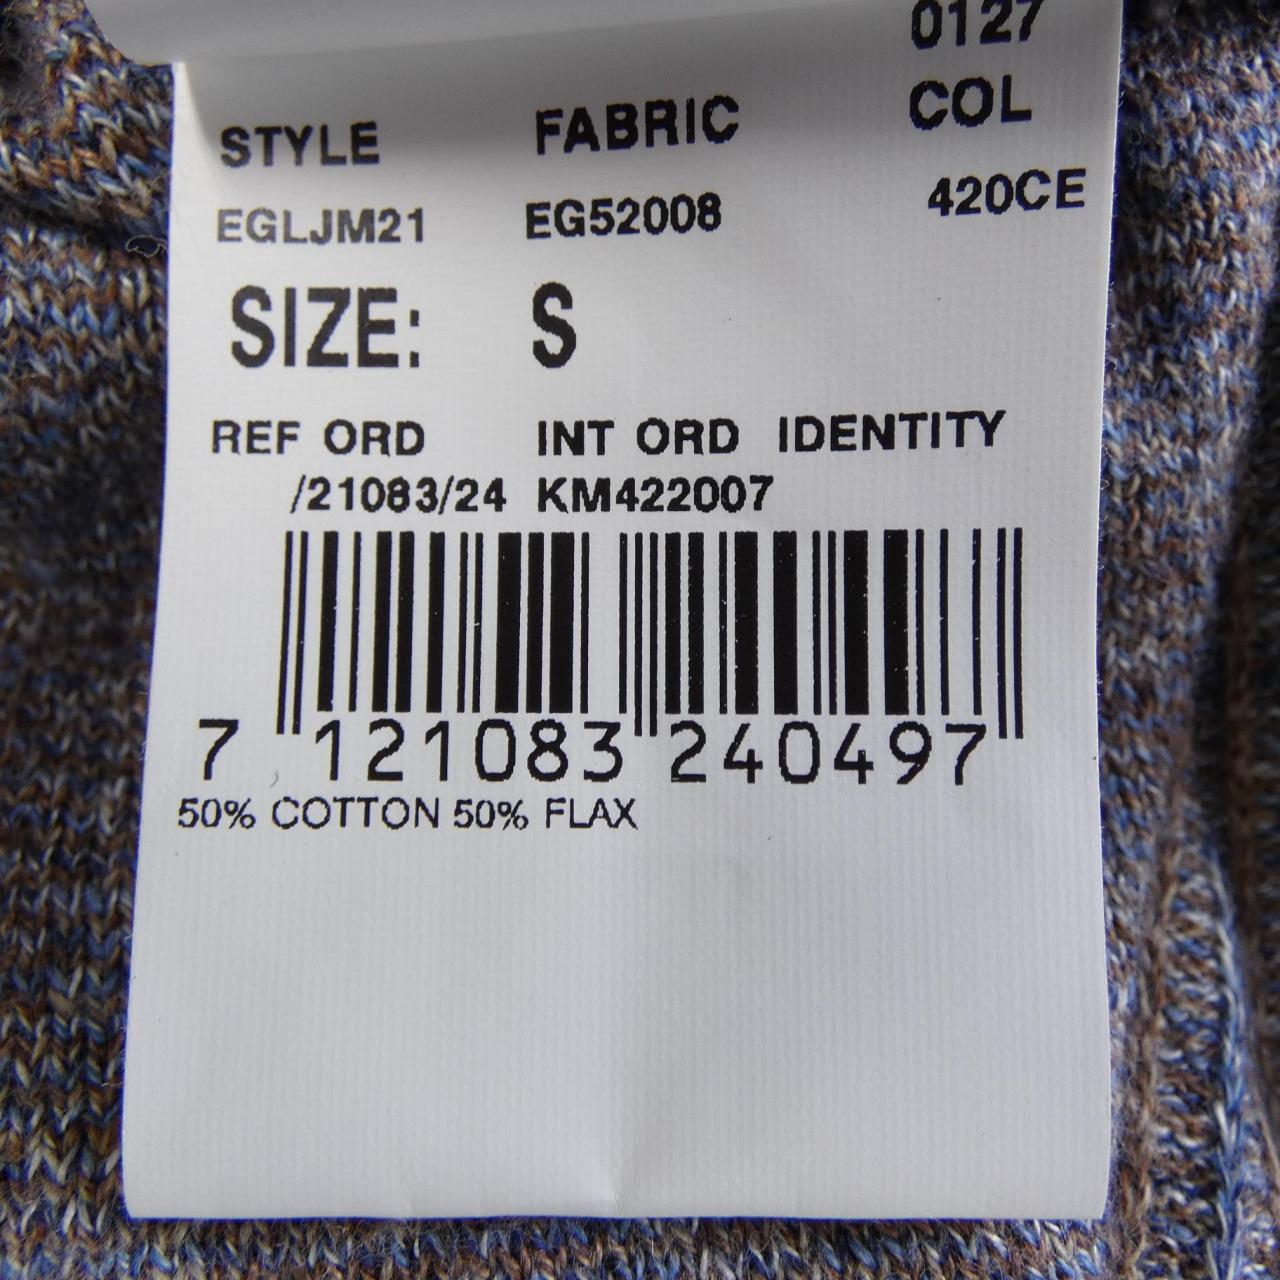 0127
STYLE FABRIC COL
EGLJM21 EG52008 420CE
SIZE: S
REF ORD INT ORD IDENTITY
/21083/24 KM422007
7 121083 240497
50% COTTON 50% FLAX